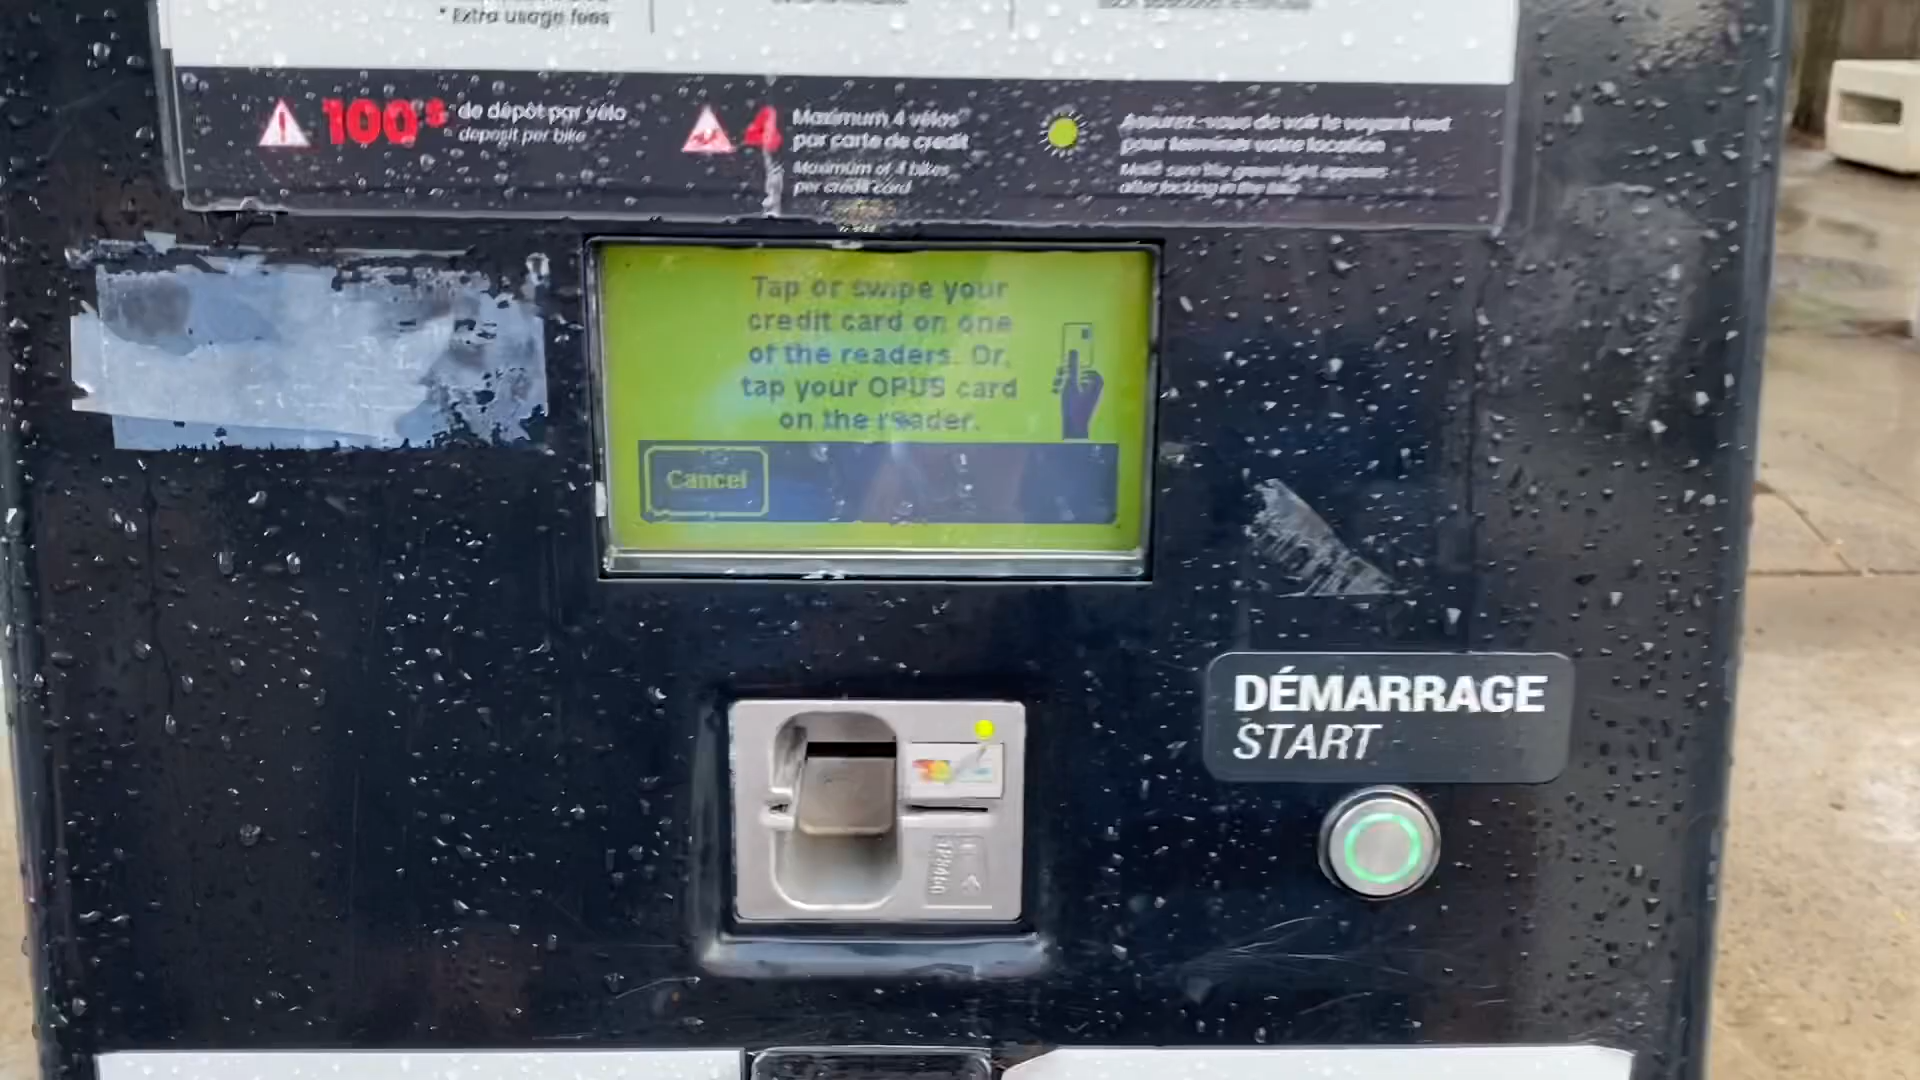 * Extra usage fees
100$ de dépôt par vélo
deposit per bike
4 Maximum 4 vélos
par carte de credit
Maximum of 4 bikes
per credit card
Assurez-vous de voir le voyant vert
pour terminer votre location
Make sure the green light appears
after locking in the bike
Tap or swipe your
credit card on one
of the readers. Or,
tap your OPUS card
on the reader.
Cancel
DÉMARRAGE
START